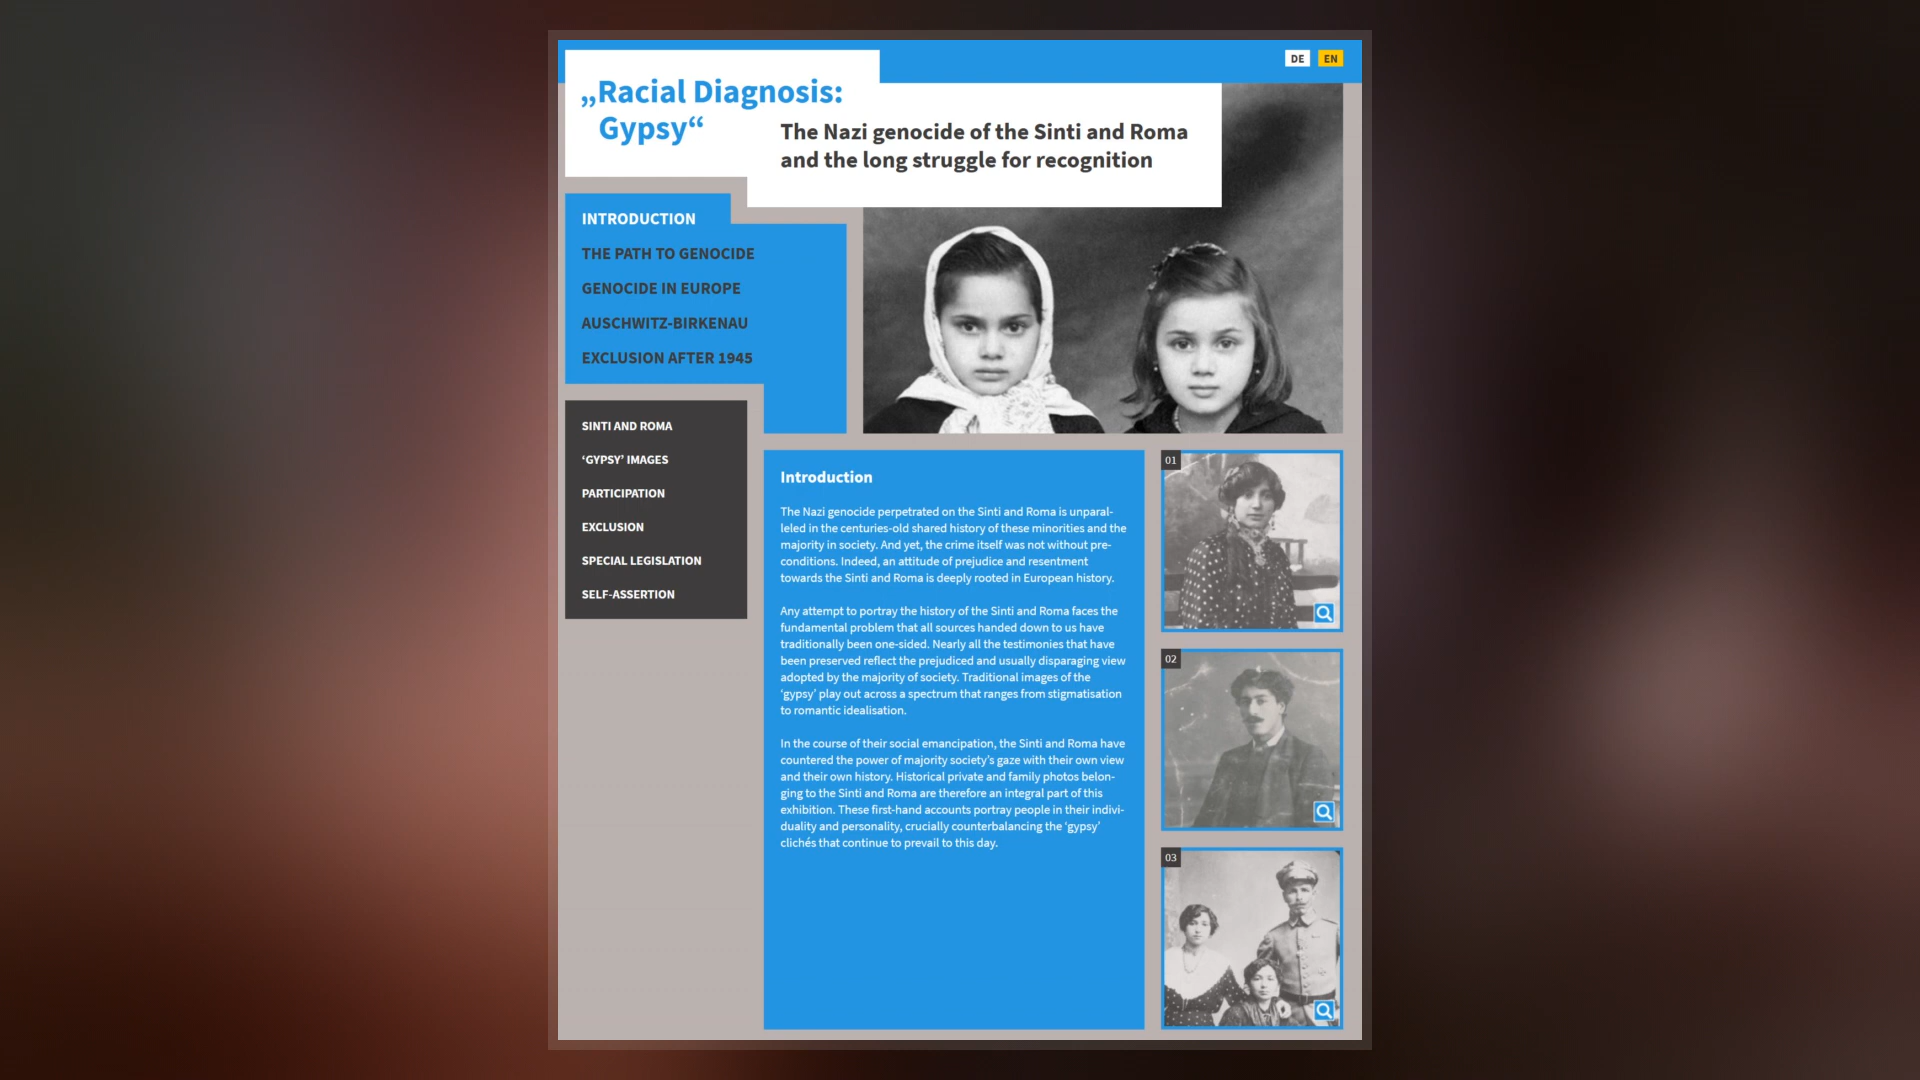 DE
EN
„Racial Diagnosis:
Gypsy“
The Nazi genocide of the Sinti and Roma
and the long struggle for recognition
INTRODUCTION
THE PATH TO GENOCIDE
GENOCIDE IN EUROPE
AUSCHWITZ-BIRKENAU
EXCLUSION AFTER 1945
SINTI AND ROMA
‘GYPSY’ IMAGES
PARTICIPATION
EXCLUSION
SPECIAL LEGISLATION
SELF-ASSERTION
Introduction
The Nazi genocide perpetrated on the Sinti and Roma is unparal-
leled in the centuries-old shared history of these minorities and the
majority in society. And yet, the crime itself was not without pre-
conditions. Indeed, an attitude of prejudice and resentment
towards the Sinti and Roma is deeply rooted in European history.
Any attempt to portray the history of the Sinti and Roma faces the
fundamental problem that all sources handed down to us have
traditionally been one-sided. Nearly all the testimonies that have
been preserved reflect the prejudiced and usually disparaging view
adopted by the majority of society. Traditional images of the
‘gypsy’ play out across a spectrum that ranges from stigmatisation
to romantic idealisation.
In the course of their social emancipation, the Sinti and Roma have
countered the power of majority society’s gaze with their own view
and their own history. Historical private and family photos belon-
ging to the Sinti and Roma are therefore an integral part of this
exhibition. These first-hand accounts portray people in their indivi-
duality and personality, crucially counterbalancing the ‘gypsy’
clichés that continue to prevail to this day.
01
02
03